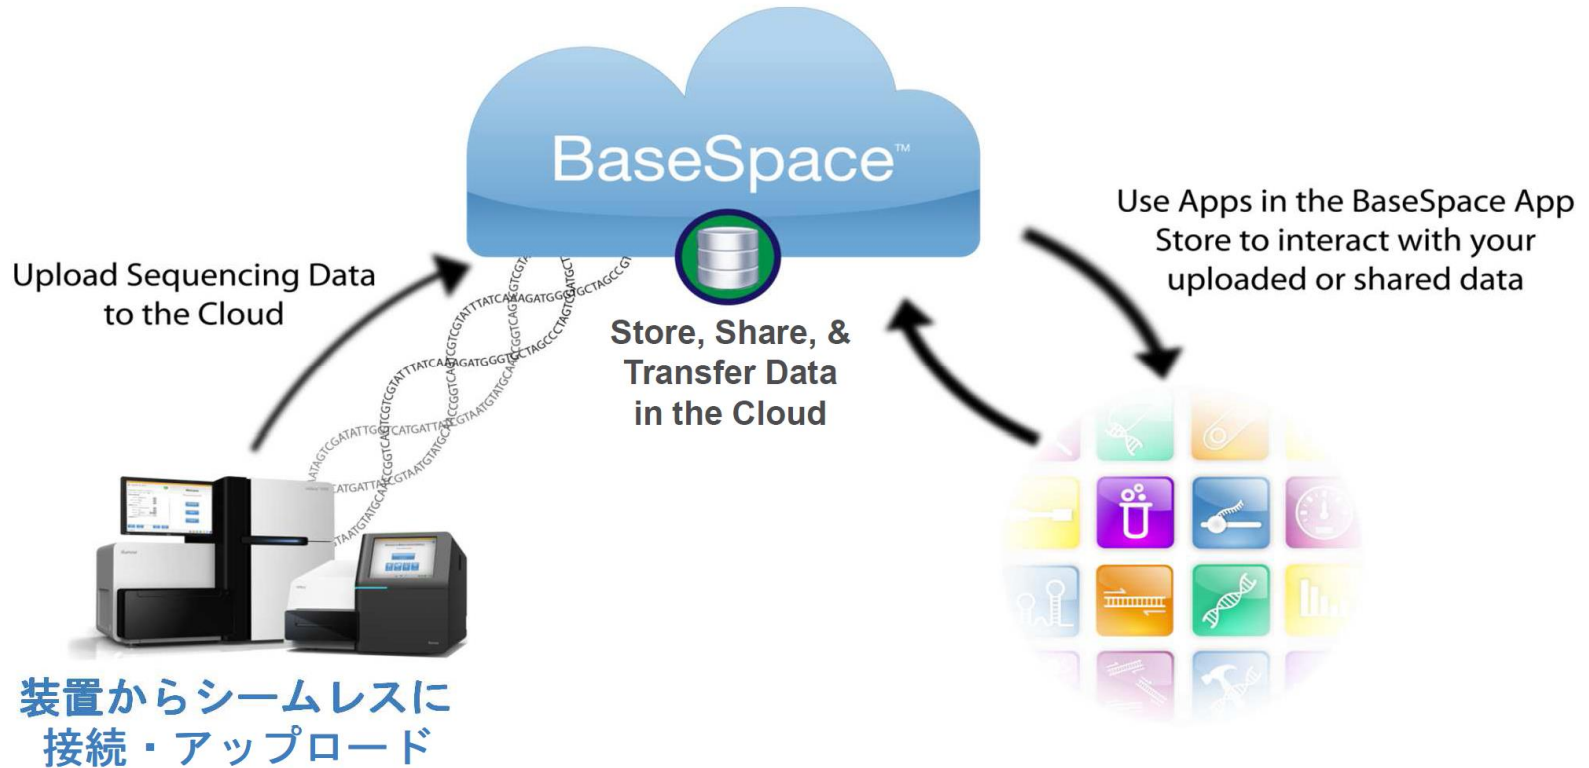 BaseSpace™
Upload Sequencing Data
to the Cloud
Store, Share, &
Transfer Data
in the Cloud
Use Apps in the BaseSpace App
Store to interact with your
uploaded or shared data
装置からシームレスに
接続・アップロード